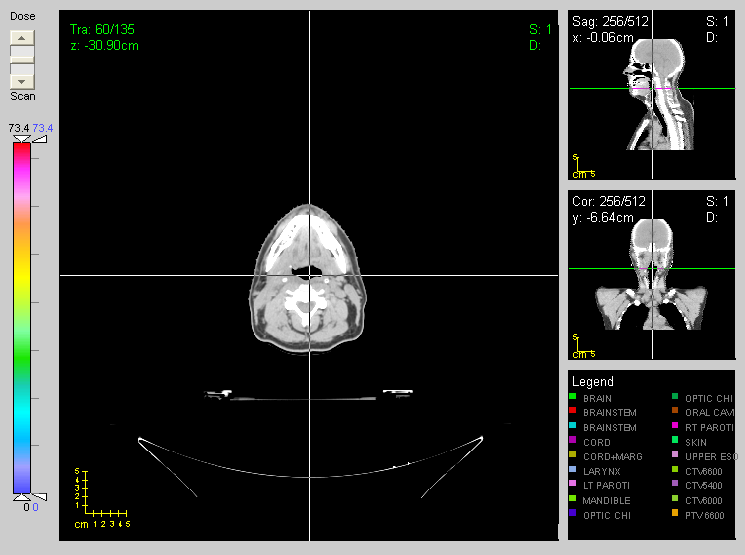 Dose
Scan
73.4 73.4
0 0
Tra: 60/135
z: -30.90cm
S: 1
D:
5
4
3
2
1
cm 1 2 3 4 5
Sag: 256/512
x: -0.06cm
S: 1
D:
5
cm 5
Cor: 256/512
y: -6.64cm
S: 1
D:
5
cm 5
Legend
BRAIN
BRAINSTEM
BRAINSTEM
CORD
CORD+MARG
LARYNX
LT PAROTI
MANDIBLE
OPTIC CHI
OPTIC CHI
ORAL CAV
RT PAROTI
SKIN
UPPER ESO
CTV6600
CTV5400
CTV6000
PTV6600